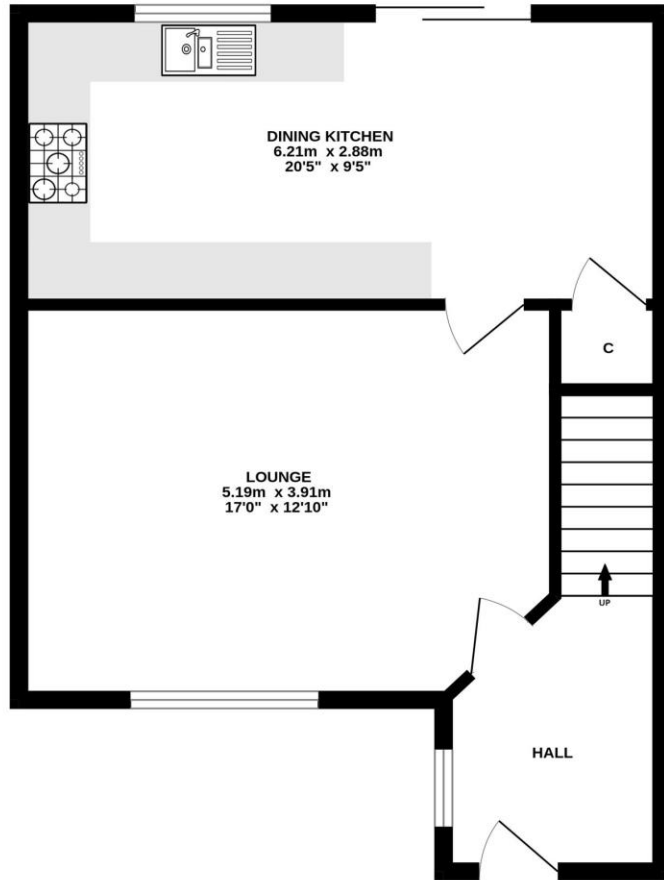 DINING KITCHEN
6.21m x 2.88m
20'5" x 9'5"
C
LOUNGE
5.19m x 3.91m
17'0" x 12'10"
UP
HALL